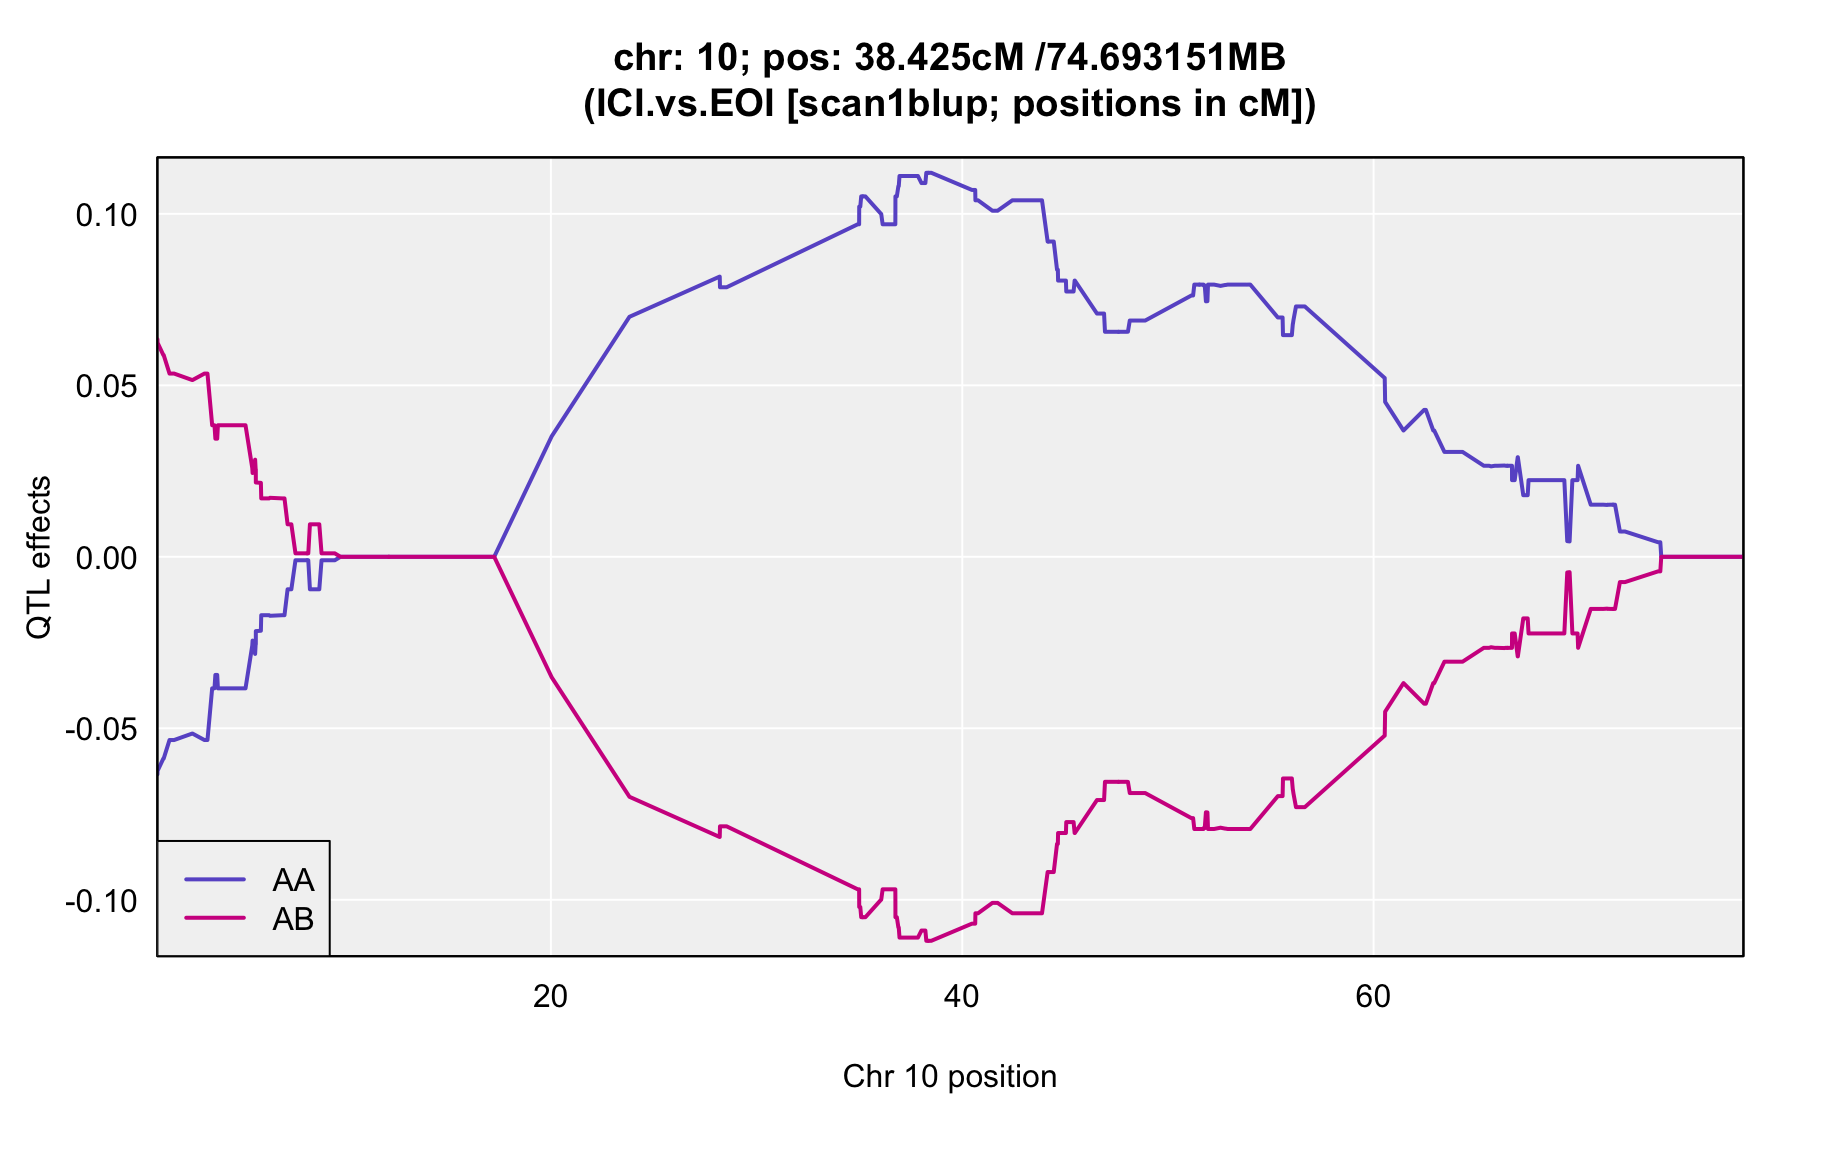 chr: 10; pos: 38.425cM /74.693151MB
(ICI.vs.EOI [scan1blup; positions in cM])
QTL effects
0.10
0.05
0.00
-0.05
-0.10
AA
AB
20
40
60
Chr 10 position